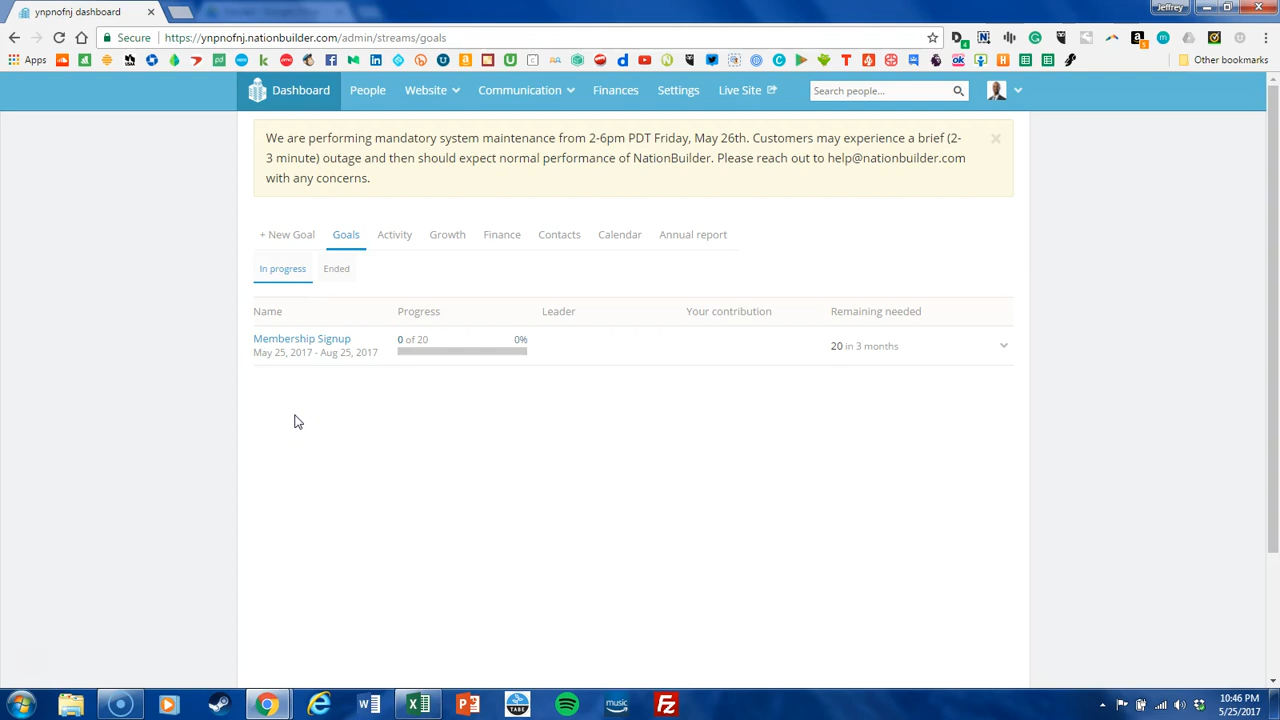 Jeffrey
ynpnofnj dashboard
Secure https://ynpnofnj.nationbuilder.com/admin/streams/goals
Apps Other bookmarks
Dashboard People Website Communication Finances Settings Live Site Search people...
We are performing mandatory system maintenance from 2-6pm PDT Friday, May 26th. Customers may experience a brief (2-
3 minute) outage and then should expect normal performance of NationBuilder. Please reach out to help@nationbuilder.com
with any concerns.
+ New Goal Goals Activity Growth Finance Contacts Calendar Annual report
In progress Ended
Name Progress Leader Your contribution Remaining needed
Membership Signup 0 of 20 0%
May 25, 2017 - Aug 25, 2017 20 in 3 months
10:46 PM
5/25/2017